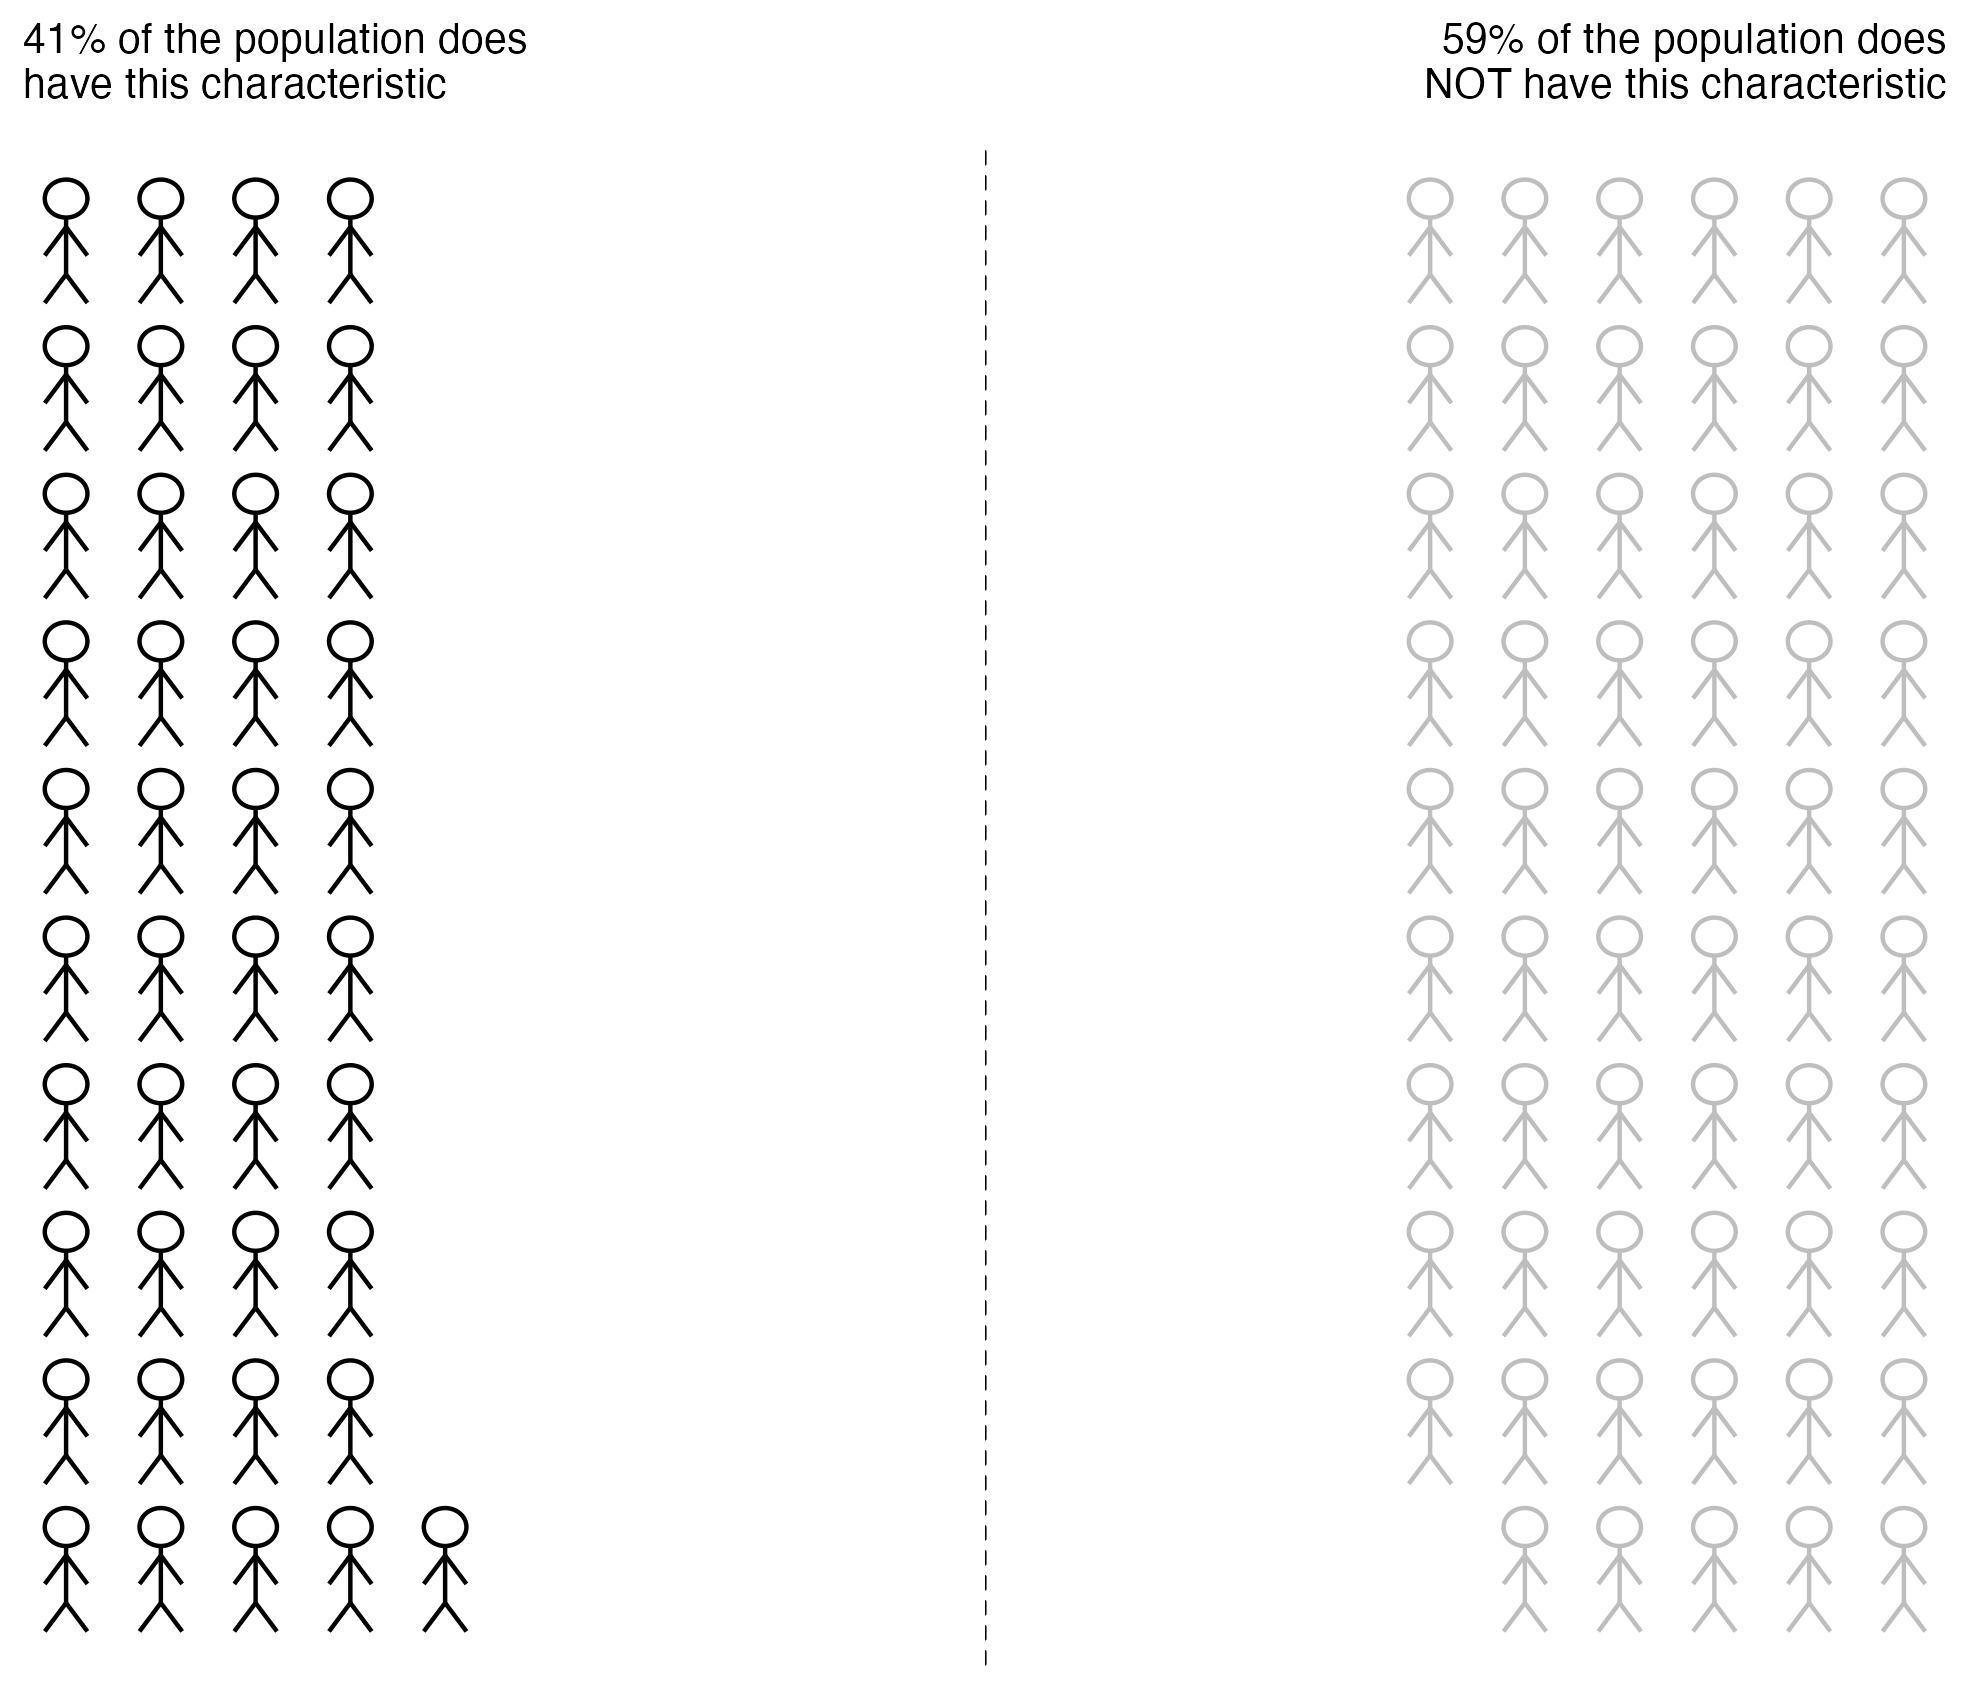 41% of the population does
have this characteristic
59% of the population does
NOT have this characteristic